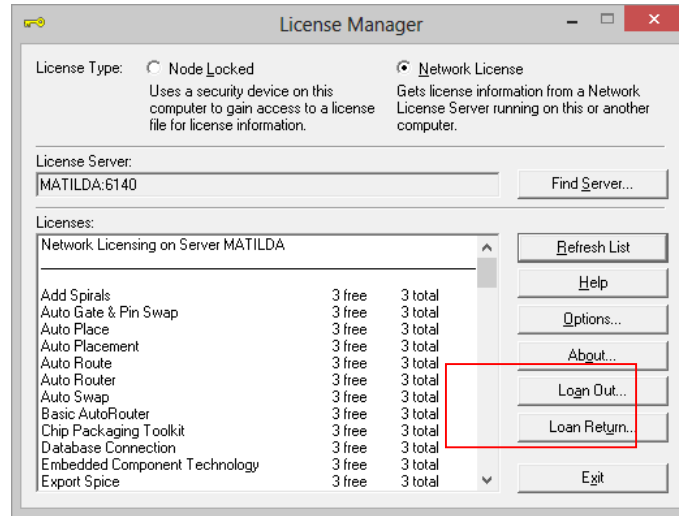 License Manager
License Type:
Node Locked
Uses a security device on this
computer to gain access to a license
file for license information.
Network License
Gets license information from a Network
License Server running on this or another
computer.
License Server:
MATILDA:6140
Find Server...
Licenses:
Network Licensing on Server MATILDA
Add Spirals 3 free 3 total
Auto Gate & Pin Swap 3 free 3 total
Auto Place 3 free 3 total
Auto Placement 3 free 3 total
Auto Route 3 free 3 total
Auto Router 3 free 3 total
Auto Swap 3 free 3 total
Basic AutoRouter 3 free 3 total
Chip Packaging Toolkit 3 free 3 total
Database Connection 3 free 3 total
Embedded Component Technology 3 free 3 total
Export Spice 3 free 3 total
Refresh List
Help
Options...
About...
Loan Out...
Loan Return...
Exit